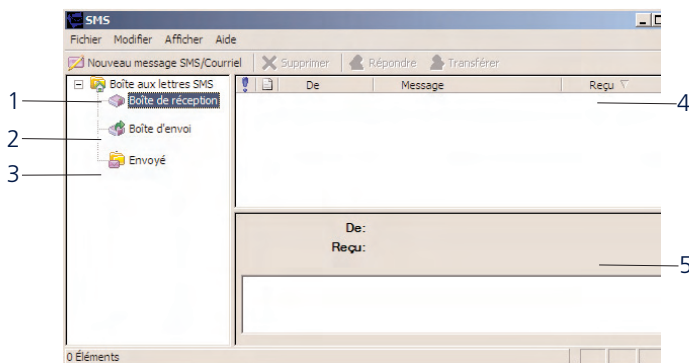 SMS
Fichier Modifier Afficher Aide
Nouveau message SMS/Courriel Supprimer Répondre Transférer
Boîte aux lettres SMS
! De Message Reçu
1
Boîte de réception
4
Boîte d'envoi
2
Envoyé
3
De:
Reçu:
5
0 Éléments